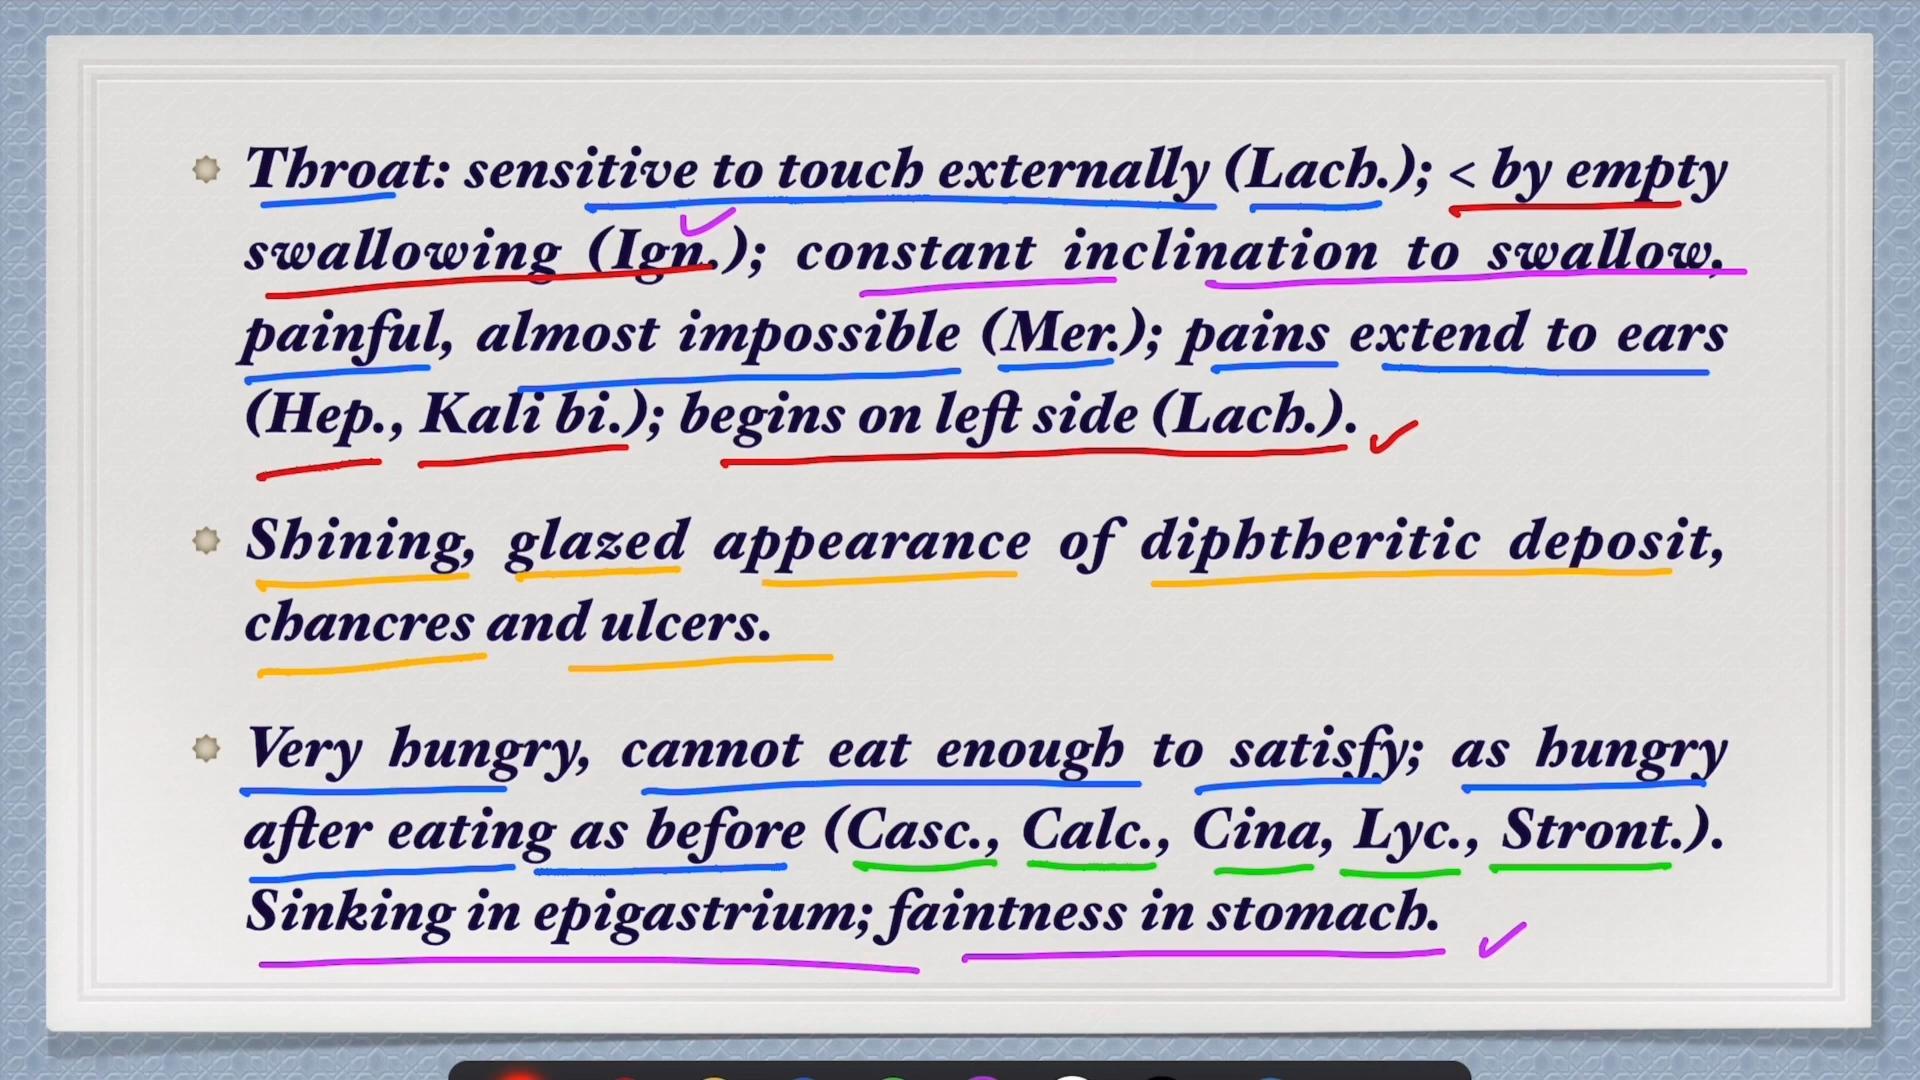 Throat: sensitive to touch externally (Lach.); < by empty
swallowing (Ign.); constant inclination to swallow,
painful, almost impossible (Mer.); pains extend to ears
(Hep., Kali bi.); begins on left side (Lach.).
Shining, glazed appearance of diphtheritic deposit,
chancres and ulcers.
Very hungry, cannot eat enough to satisfy; as hungry
after eating as before (Casc., Calc., Cina, Lyc., Stront.).
Sinking in epigastrium; faintness in stomach.